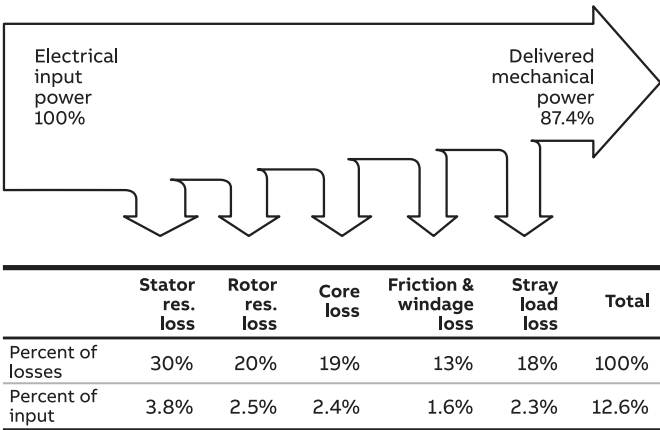 Electrical
input
power
100%
Delivered
mechanical
power
87.4%
Stator
res.
loss
Rotor
res.
loss
Core
loss
Friction &
windage
loss
Stray
load
loss
Total
Percent of
losses
30% 20% 19% 13% 18% 100%
Percent of
input
3.8% 2.5% 2.4% 1.6% 2.3% 12.6%